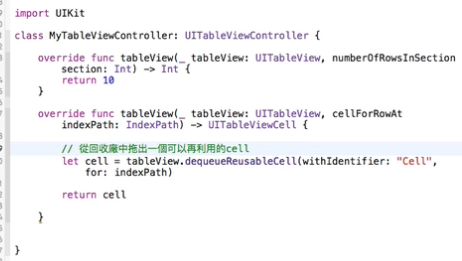 import UIKit
class MyTableViewController: UITableViewController {
override func tableView(_ tableView: UITableView, numberOfRowsInSection
section: Int) -> Int {
return 10
}
override func tableView(_ tableView: UITableView, cellForRowAt
indexPath: IndexPath) -> UITableViewCell {
// 從回收廠中拖出一個可以再利用的cell
let cell = tableView.dequeueReusableCell(withIdentifier: "Cell",
for: indexPath)
return cell
}
}